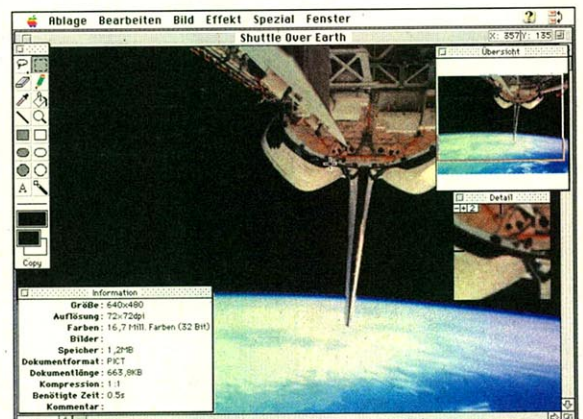 Ablage Bearbeiten Bild Effekt Spezial Fenster
Shuttle Over Earth
X: 357 Y: 135
Übersicht
Detail
2
A
Copy
Information
Größe: 640x480
Auflösung: 72x72dpi
Farben: 16,7 Mill. Farben (32 Bit)
Bilder:
Speicher: 1,2MB
Dokumentformat: PICT
Dokumentlänge: 663,8KB
Kompression: 1:1
Benötigte Zeit: 0.5s
Kommentar: